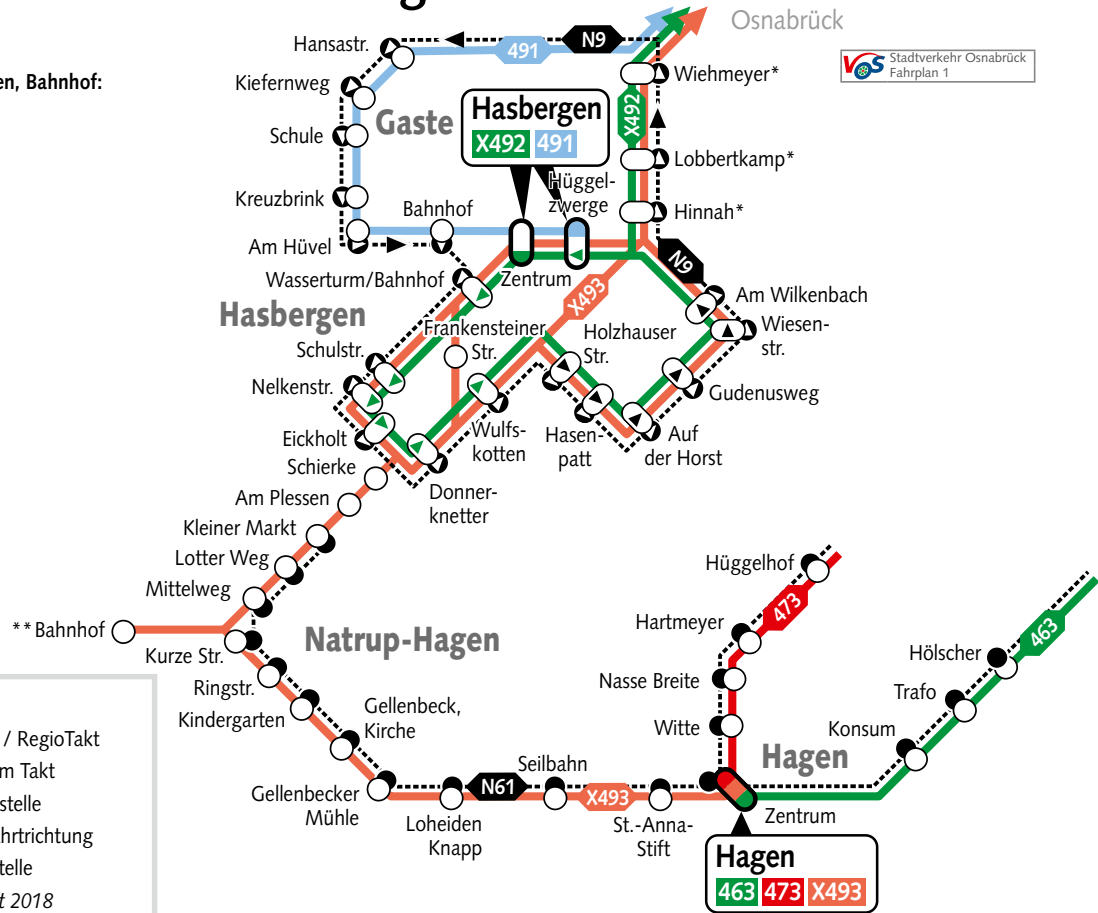 g
Osnabrück
en, Bahnhof:
VOS Stadtverkehr Osnabrück
Fahrplan 1
Hansastr.
491
N9
Kiefernweg
Wiehmeyer*
Gaste
Hasbergen
X492 491
X492
Schule
Lobbertkamp*
Hüggel-
zwerge
Kreuzbrink
Bahnhof
Hinnah*
Am Hüvel
N9
Wasserturm/Bahnhof
Zentrum
X493
Am Wilkenbach
Hasbergen
Frankensteiner
Str.
Holzhauser
Str.
Wiesen-
str.
Schulstr.
Nelkenstr.
Gudenusweg
Eickholt
Wulfs-
kotten
Hasen-
patt
Auf
der Horst
Schierke
Am Plessen
Donner-
knetter
Kleiner Markt
Lotter Weg
Mittelweg
Hüggelhof
473
**Bahnhof
Natrup-Hagen
Hartmeyer
463
Kurze Str.
Hölscher
Ringstr.
Nasse Breite
Trafo
Kindergarten
Gellenbeck,
Kirche
Witte
Konsum
Hagen
/ RegioTakt
m Takt
stelle
ahrtrichtung
telle
t 2018
Seilbahn
N61
X493
Gellenbecker
Mühle
Loheiden
Knapp
St.-Anna-
Stift
Zentrum
Hagen
463 473 X493